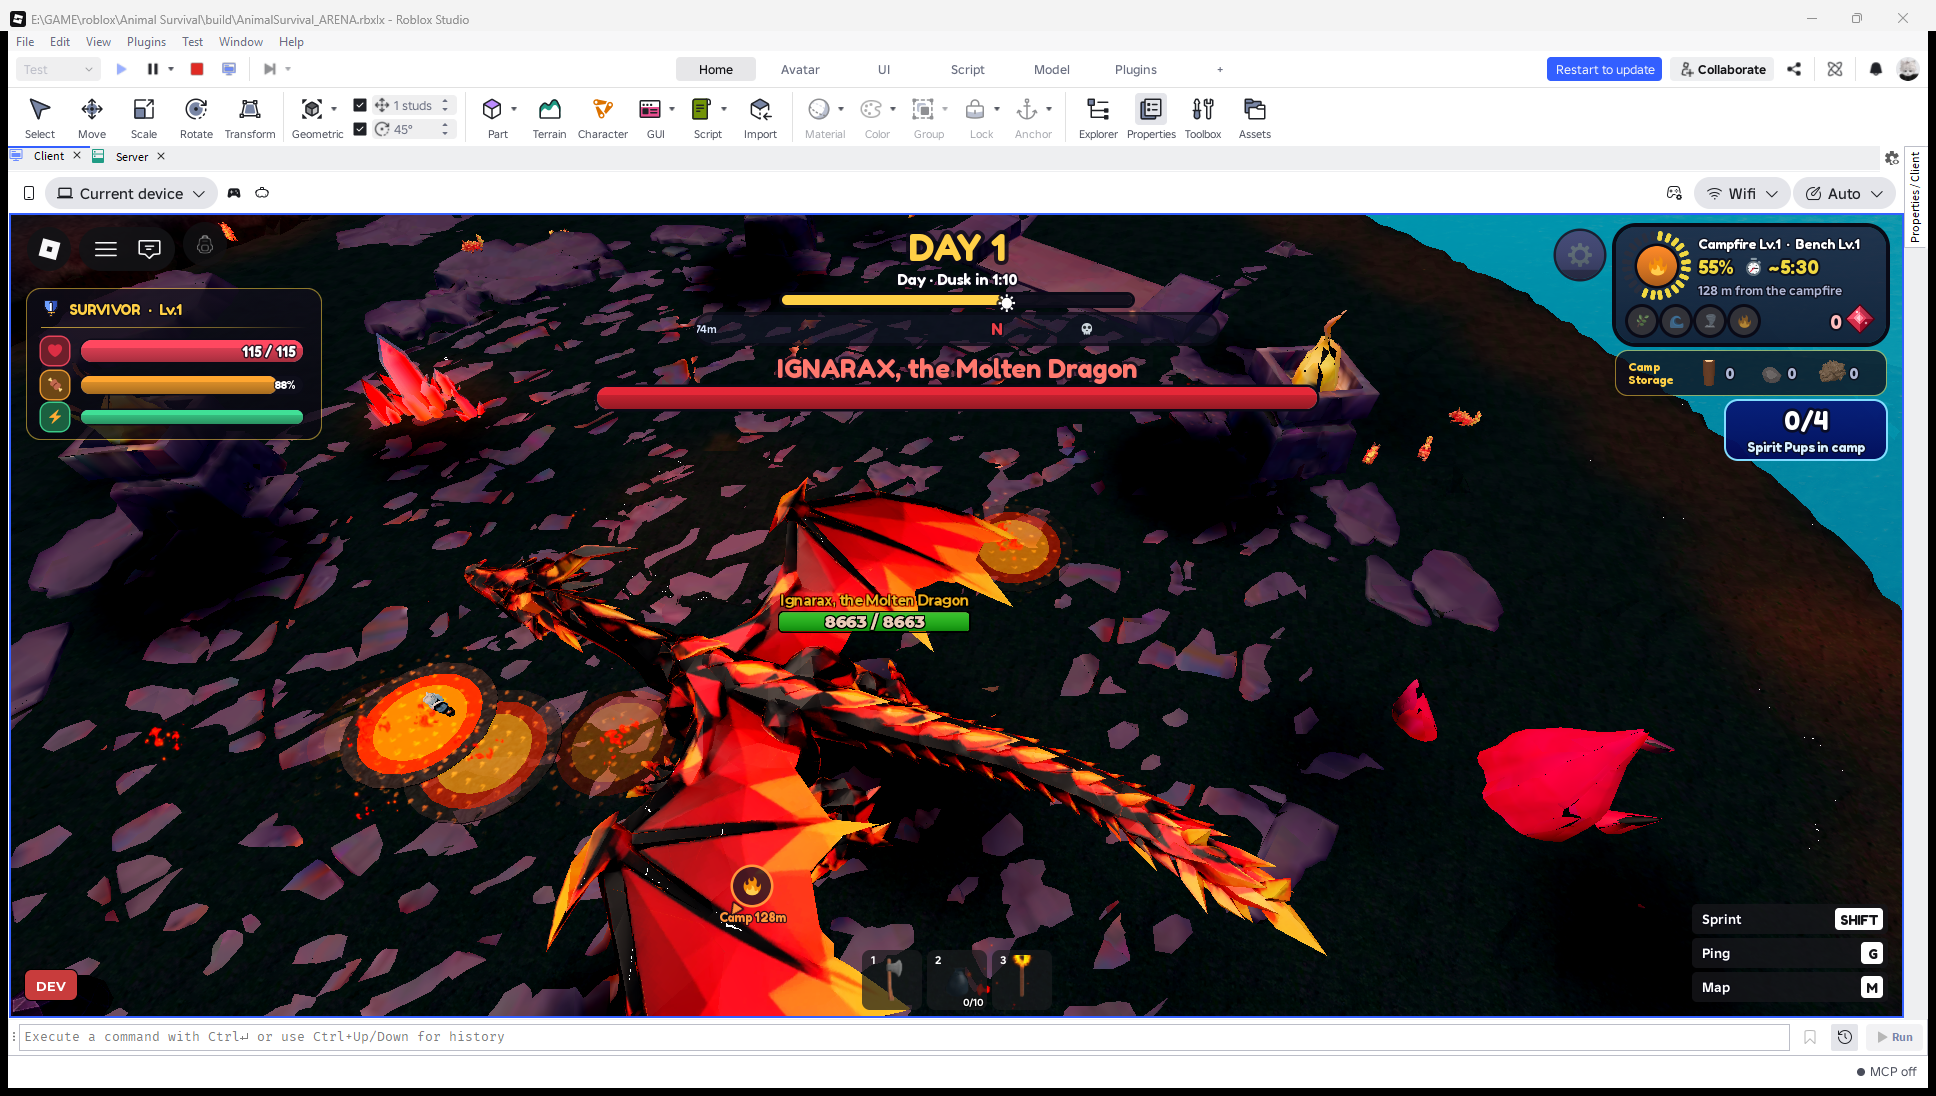 E:\GAME\roblox\Animal Survival\build\AnimalSurvival_ARENA.rbxlx - Roblox Studio
File Edit View Plugins Test Window Help
Test
Home Avatar UI Script Model Plugins +
Restart to update
Collaborate
1 studs
45°
Select Move Scale Rotate Transform Geometric Part Terrain Character GUI Script Import Material Color Group Lock Anchor Explorer Properties Toolbox Assets
Client
Server
Properties / Client
Current device
Wifi
Auto
DAY 1
Day · Dusk in 1:10
74m
N
IGNARAX, the Molten Dragon
SURVIVOR · Lv.1
115 / 115
88%
Campfire Lv.1 · Bench Lv.1
55% ~5:30
128 m from the campfire
0
Camp Storage
0 0 0
0/4
Spirit Pups in camp
Ignarax, the Molten Dragon
8663 / 8663
Camp 128m
1
2
3
0/10
Sprint SHIFT
Ping G
Map M
DEV
Execute a command with Ctrl↵ or use Ctrl+Up/Down for history
Run
MCP off